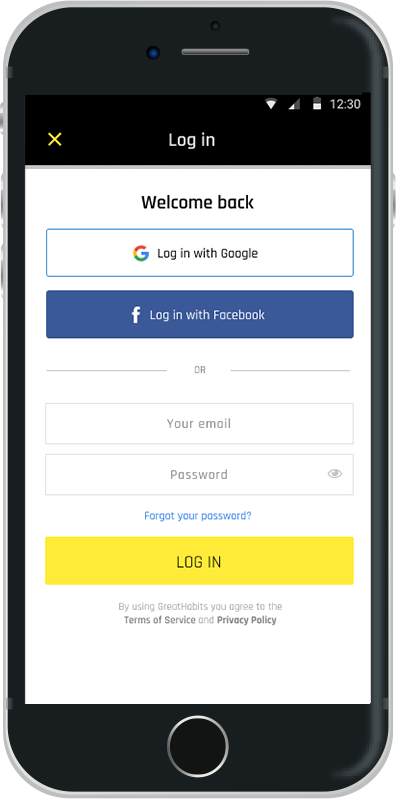 12:30
Log in
Welcome back
Log in with Google
Log in with Facebook
OR
Your email
Password
Forgot your password?
LOG IN
By using GreatHabits you agree to the
Terms of Service and Privacy Policy